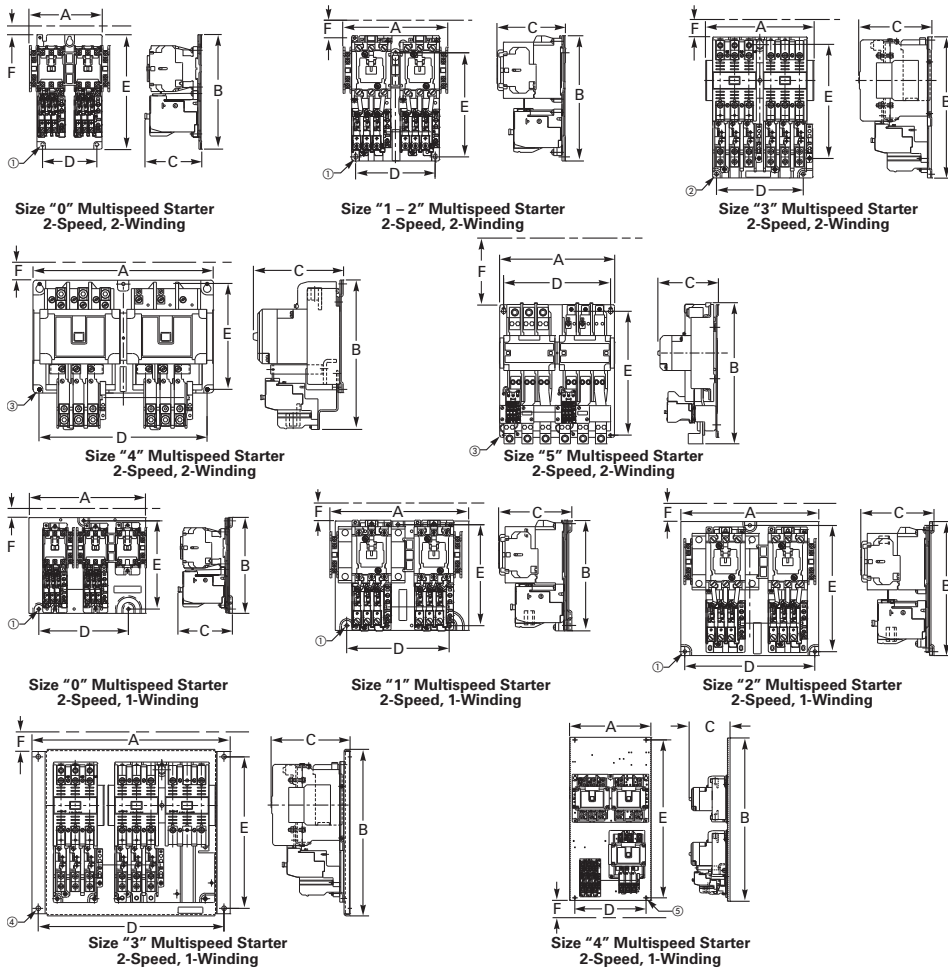 A
F
E
B
C
D
①
Size “0” Multispeed Starter
2-Speed, 2-Winding
F
A
C
B
E
D
①
Size “1 – 2” Multispeed Starter
2-Speed, 2-Winding
F
A
C
E
B
D
②
Size “3” Multispeed Starter
2-Speed, 2-Winding
F
A
C
E
B
D
③
Size “4” Multispeed Starter
2-Speed, 2-Winding
F
A
D
C
E
B
③
Size “5” Multispeed Starter
2-Speed, 2-Winding
A
F
E
B
C
D
①
Size “0” Multispeed Starter
2-Speed, 1-Winding
F
A
C
E
B
D
①
Size “1” Multispeed Starter
2-Speed, 1-Winding
F
A
C
E
B
D
①
Size “2” Multispeed Starter
2-Speed, 1-Winding
F
A
C
E
B
D
④
Size “3” Multispeed Starter
2-Speed, 1-Winding
A
C
E
B
F
D
⑤
Size “4” Multispeed Starter
2-Speed, 1-Winding